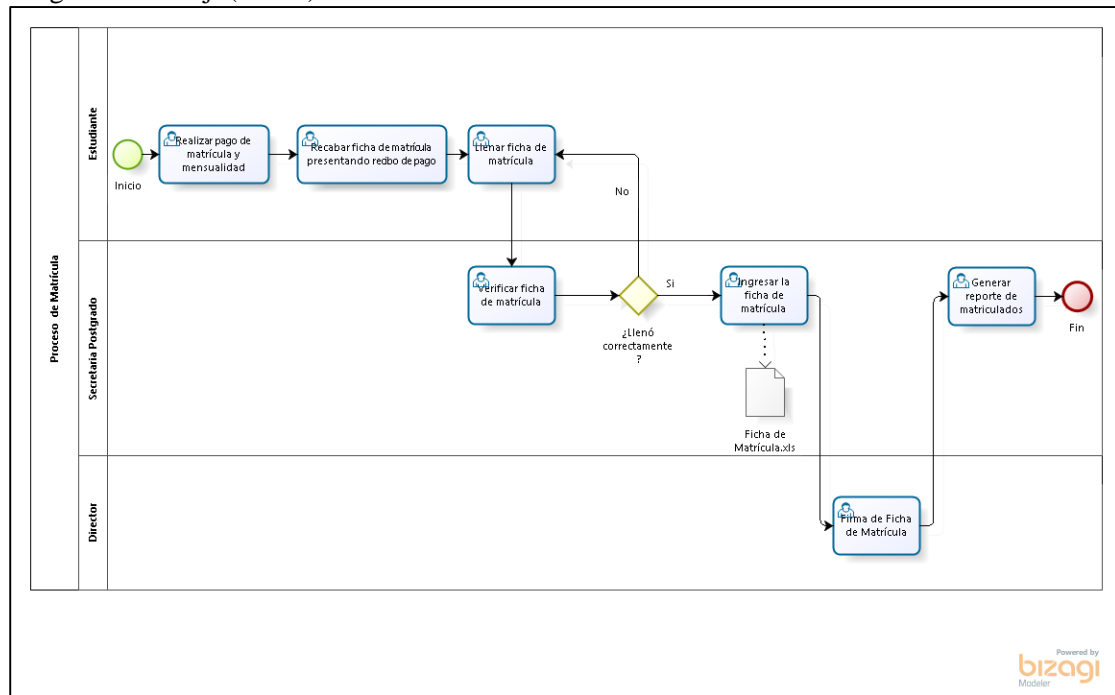 Proceso de Matrícula
Estudiante
Inicio
Realizar pago de
matrícula y
mensualidad
Recabar ficha de matrícula
presentando recibo de pago
Llenar ficha de
matrícula
No
Secretaria Postgrado
Verificar ficha
de matrícula
¿Llenó
correctamente
?
Si
Ingresar la
ficha de
matrícula
Ficha de
Matrícula.xls
Generar
reporte de
matriculados
Fin
Director
Firma de Ficha
de Matrícula
Powered by
bizagi
Modeler